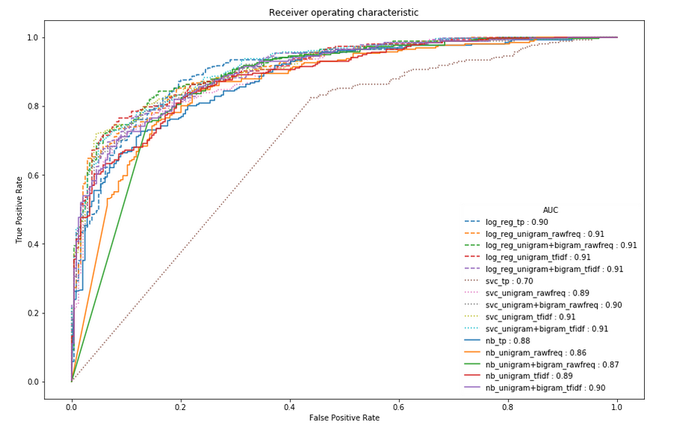 Receiver operating characteristic
1.0
0.8
0.6
0.4
0.2
0.0
True Positive Rate
AUC
log_reg_tp : 0.90
log_reg_unigram_rawfreq : 0.91
log_reg_unigram+bigram_rawfreq : 0.91
log_reg_unigram_tfidf : 0.91
log_reg_unigram+bigram_tfidf : 0.91
svc_tp : 0.70
svc_unigram_rawfreq : 0.89
svc_unigram+bigram_rawfreq : 0.90
svc_unigram_tfidf : 0.91
svc_unigram+bigram_tfidf : 0.91
nb_tp : 0.88
nb_unigram_rawfreq : 0.86
nb_unigram+bigram_rawfreq : 0.87
nb_unigram_tfidf : 0.89
nb_unigram+bigram_tfidf : 0.90
0.0 0.2 0.4 0.6 0.8 1.0
False Positive Rate